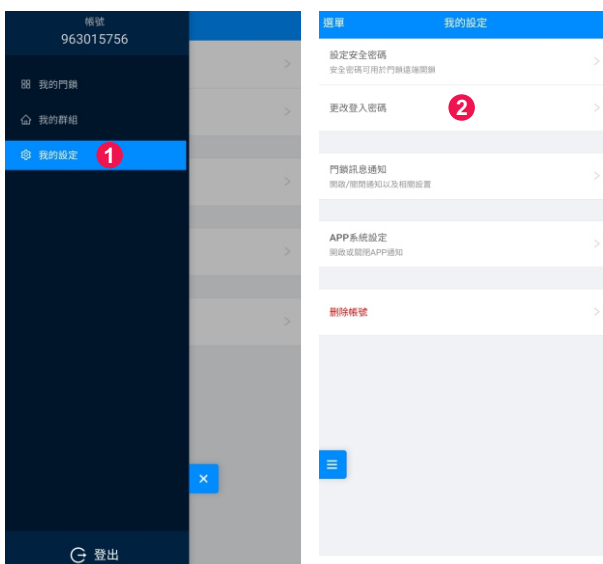 帳號
963015756
我的門鎖
我的群組
我的設定 1
登出
選單 我的設定
設定安全密碼
安全密碼可用於門鎖遠端開鎖
更改登入密碼 2
門鎖訊息通知
開啟/關閉通知以及相關設置
APP系統設定
開啟或關閉APP通知
刪除帳號